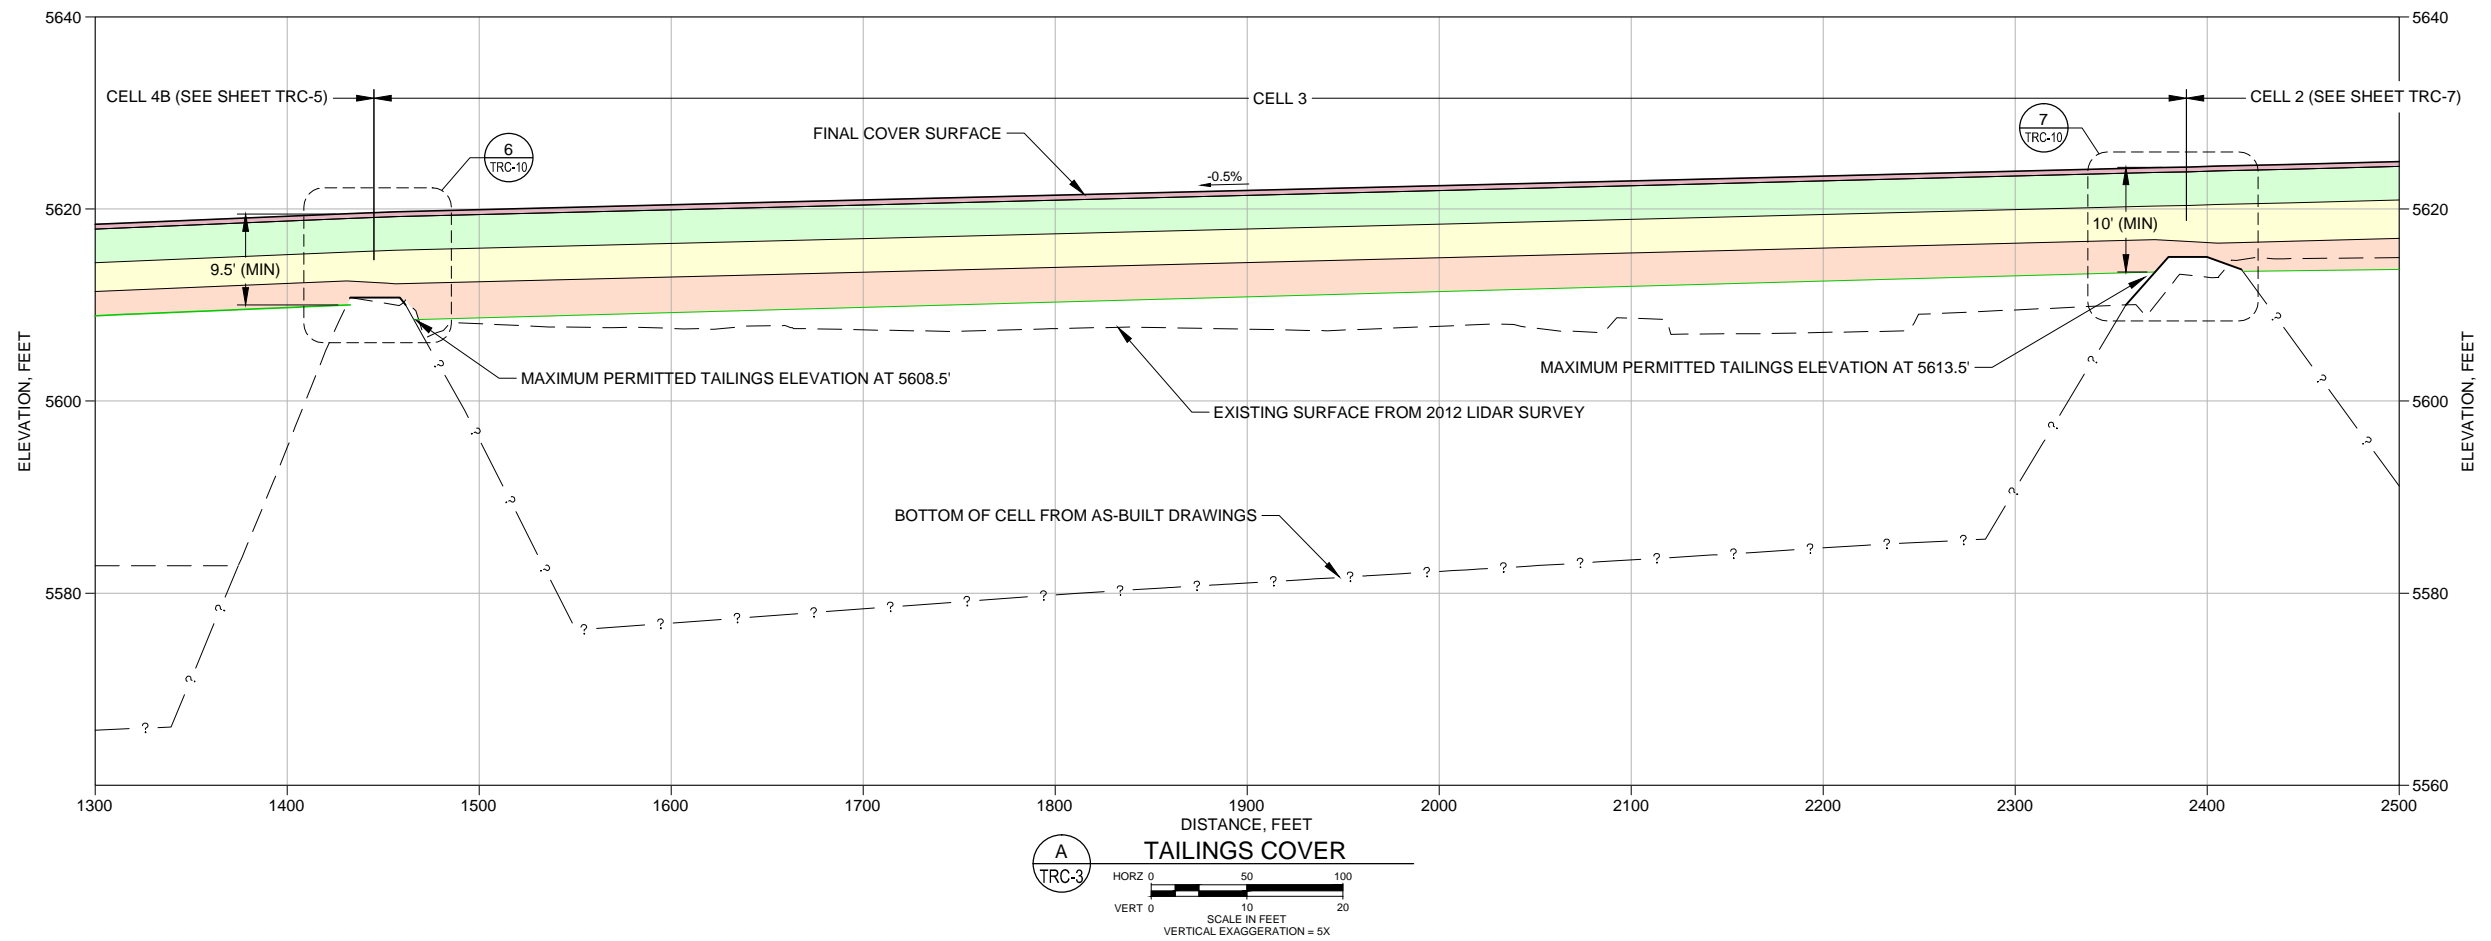 5640
5640
CELL 4B (SEE SHEET TRC-5)
CELL 3
CELL 2 (SEE SHEET TRC-7)
FINAL COVER SURFACE
6
TRC-10
7
TRC-10
-0.5%
5620
5620
9.5' (MIN)
10' (MIN)
MAXIMUM PERMITTED TAILINGS ELEVATION AT 5608.5'
MAXIMUM PERMITTED TAILINGS ELEVATION AT 5613.5'
EXISTING SURFACE FROM 2012 LIDAR SURVEY
5600
5600
ELEVATION, FEET
ELEVATION, FEET
BOTTOM OF CELL FROM AS-BUILT DRAWINGS
? ? ? ? ? ? ? ? ? ? ? ? ? ? ? ? ? ? ? ? ? ? ? ? ? ? ? ? ? ? ? ?
5580
5580
5560
1300 1400 1500 1600 1700 1800 1900 2000 2100 2200 2300 2400 2500
DISTANCE, FEET
A
TRC-3
TAILINGS COVER
HORZ 0 50 100
VERT 0 10 20
SCALE IN FEET
VERTICAL EXAGGERATION = 5X